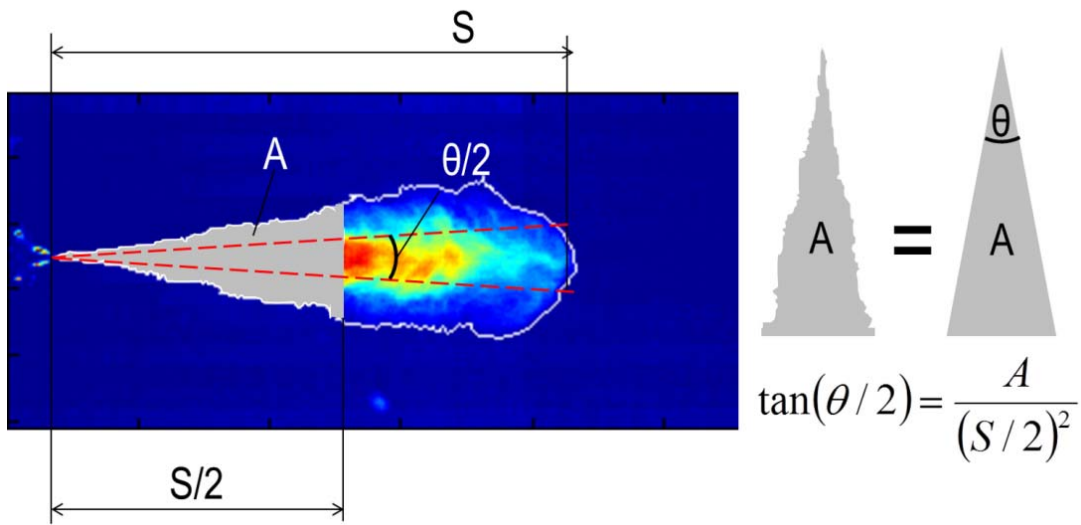 S
A
θ/2
θ
A = A
S/2
tan(θ/2) = A / (S/2)²